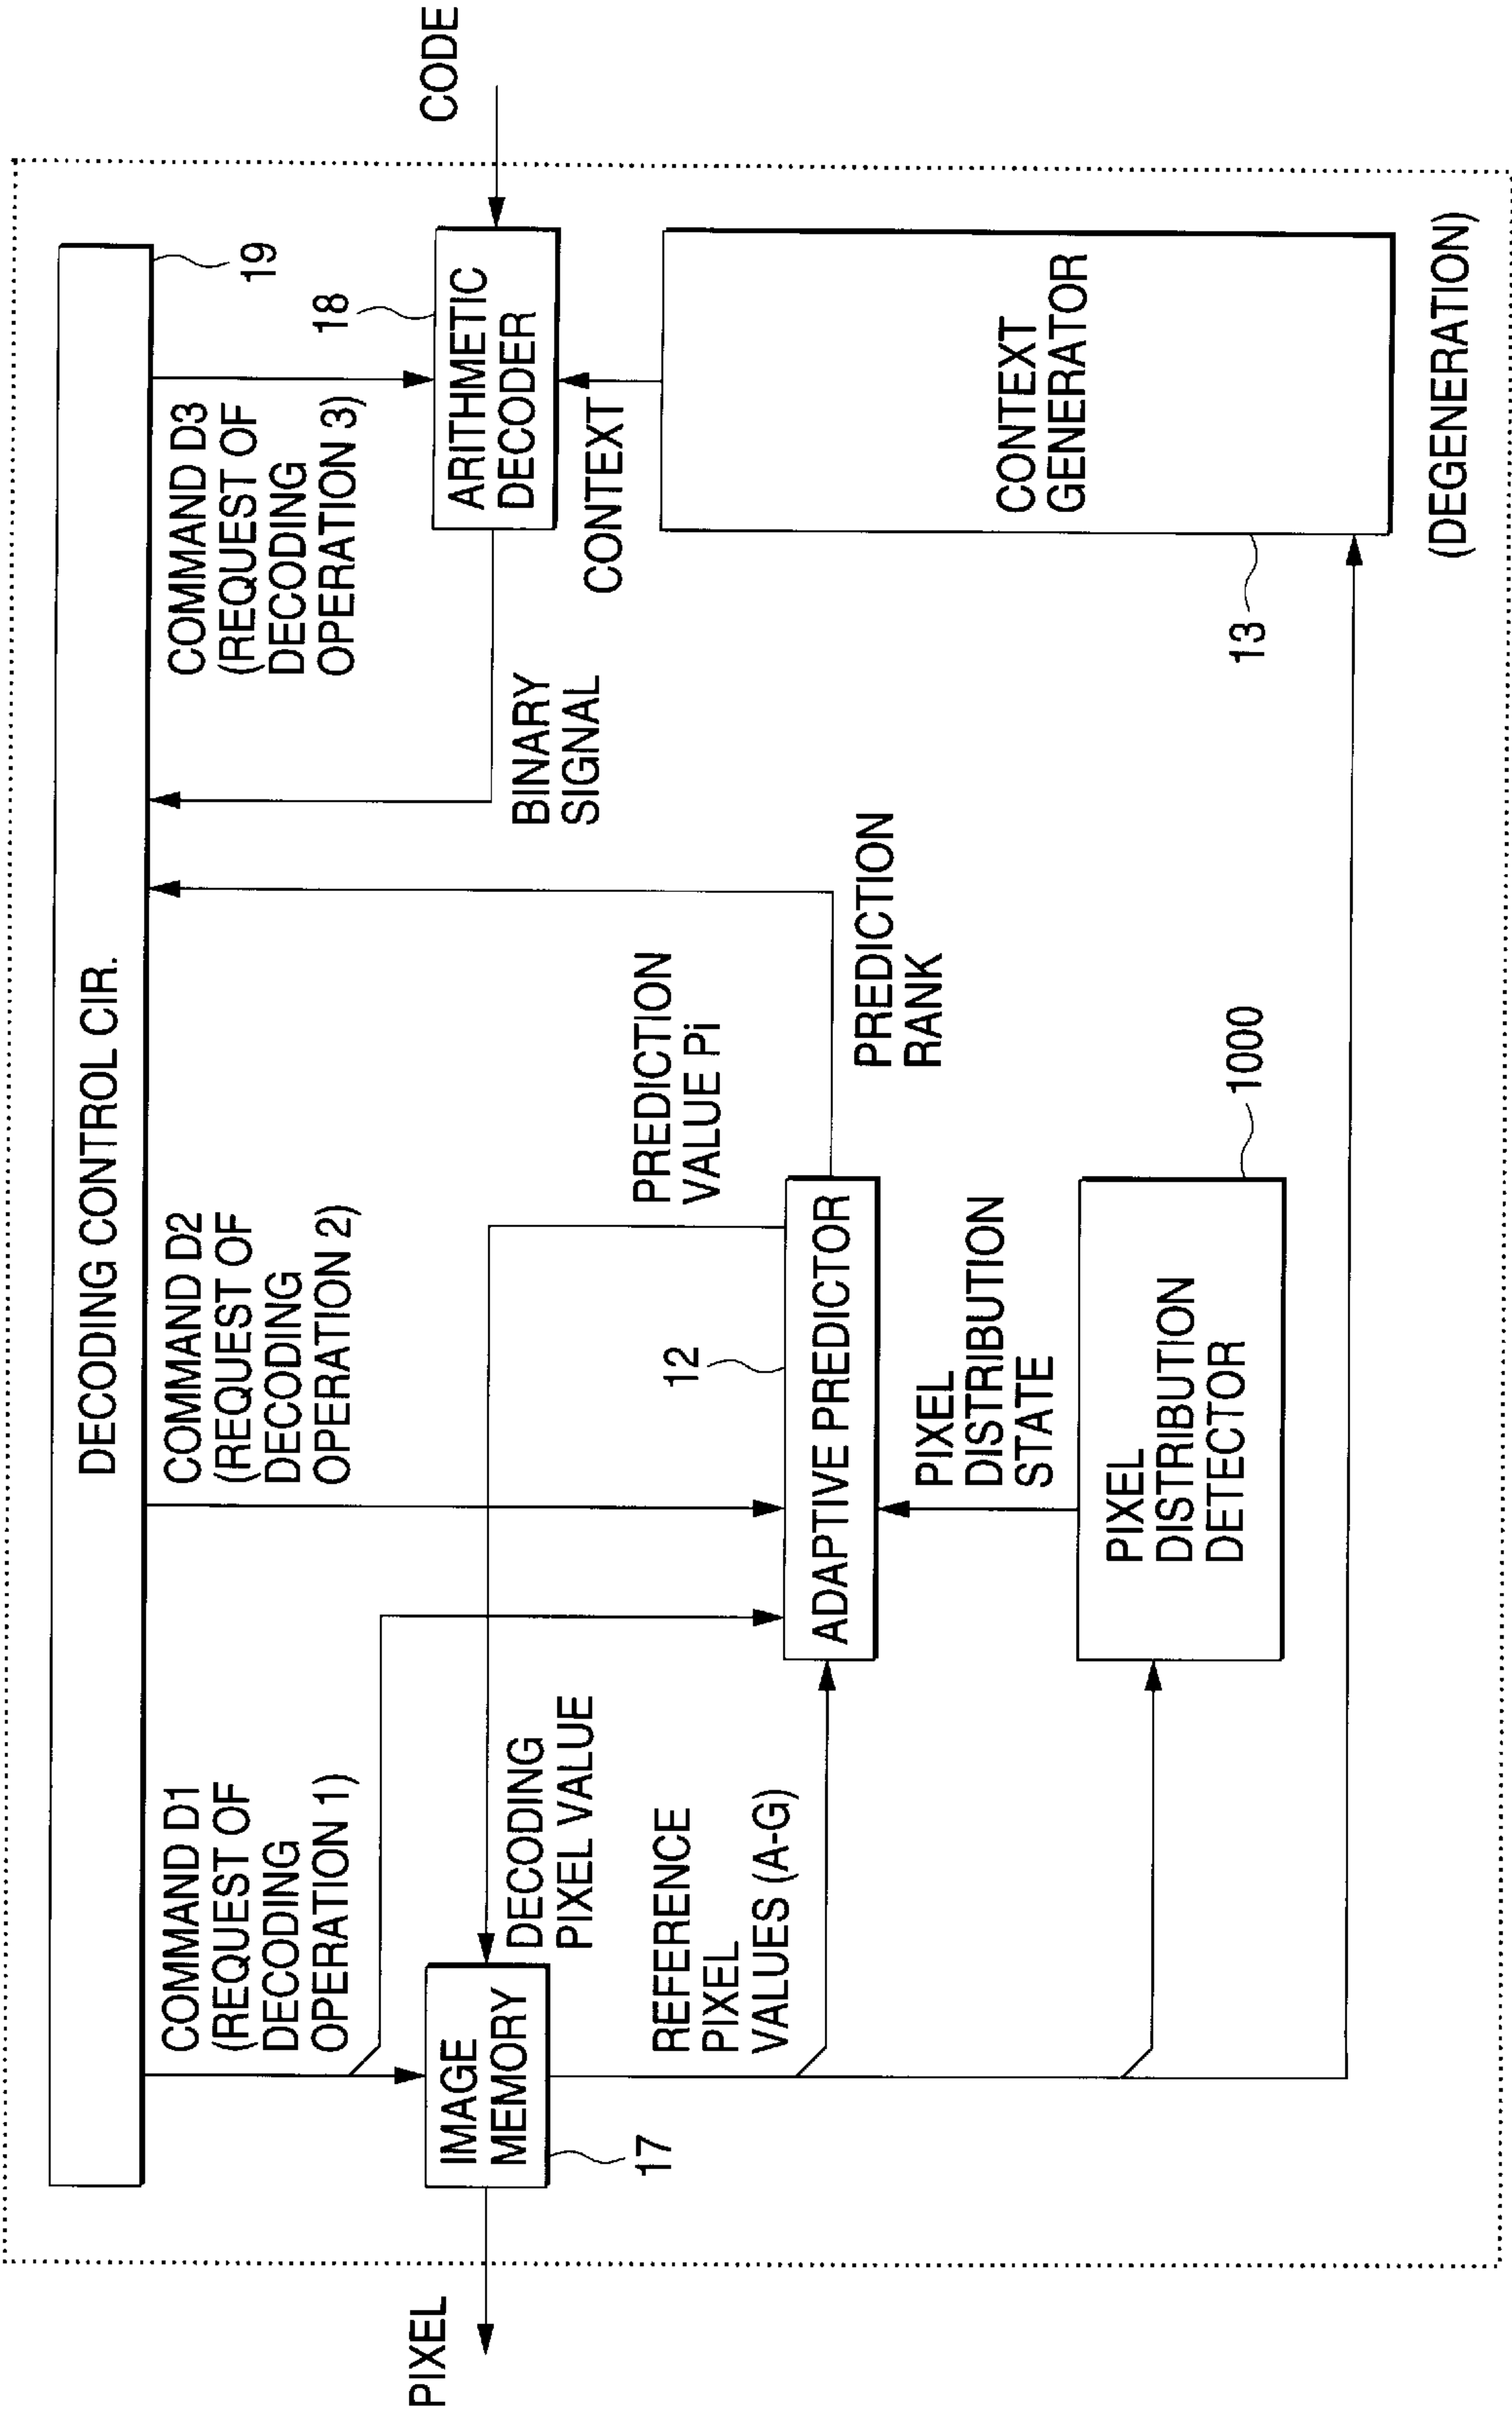 DECODING CONTROL CIR.
19
COMMAND D1
(REQUEST OF
DECODING
OPERATION 1)
COMMAND D2
(REQUEST OF
DECODING
OPERATION 2)
COMMAND D3
(REQUEST OF
DECODING
OPERATION 3)
18
CODE
PIXEL
IMAGE
MEMORY
17
DECODING
PIXEL VALUE
PREDICTION
VALUE Pi
BINARY
SIGNAL
ARITHMETIC
DECODER
CONTEXT
REFERENCE
PIXEL
VALUES (A-G)
12
ADAPTIVE PREDICTOR
PREDICTION
RANK
PIXEL
DISTRIBUTION
STATE
PIXEL
DISTRIBUTION
DETECTOR
1000
CONTEXT
GENERATOR
13
(DEGENERATION)